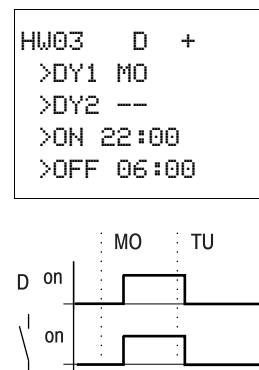 HW03 D +
>DY1 MO
>DY2 --
>ON 22:00
>OFF 06:00
MO TU
D on
on